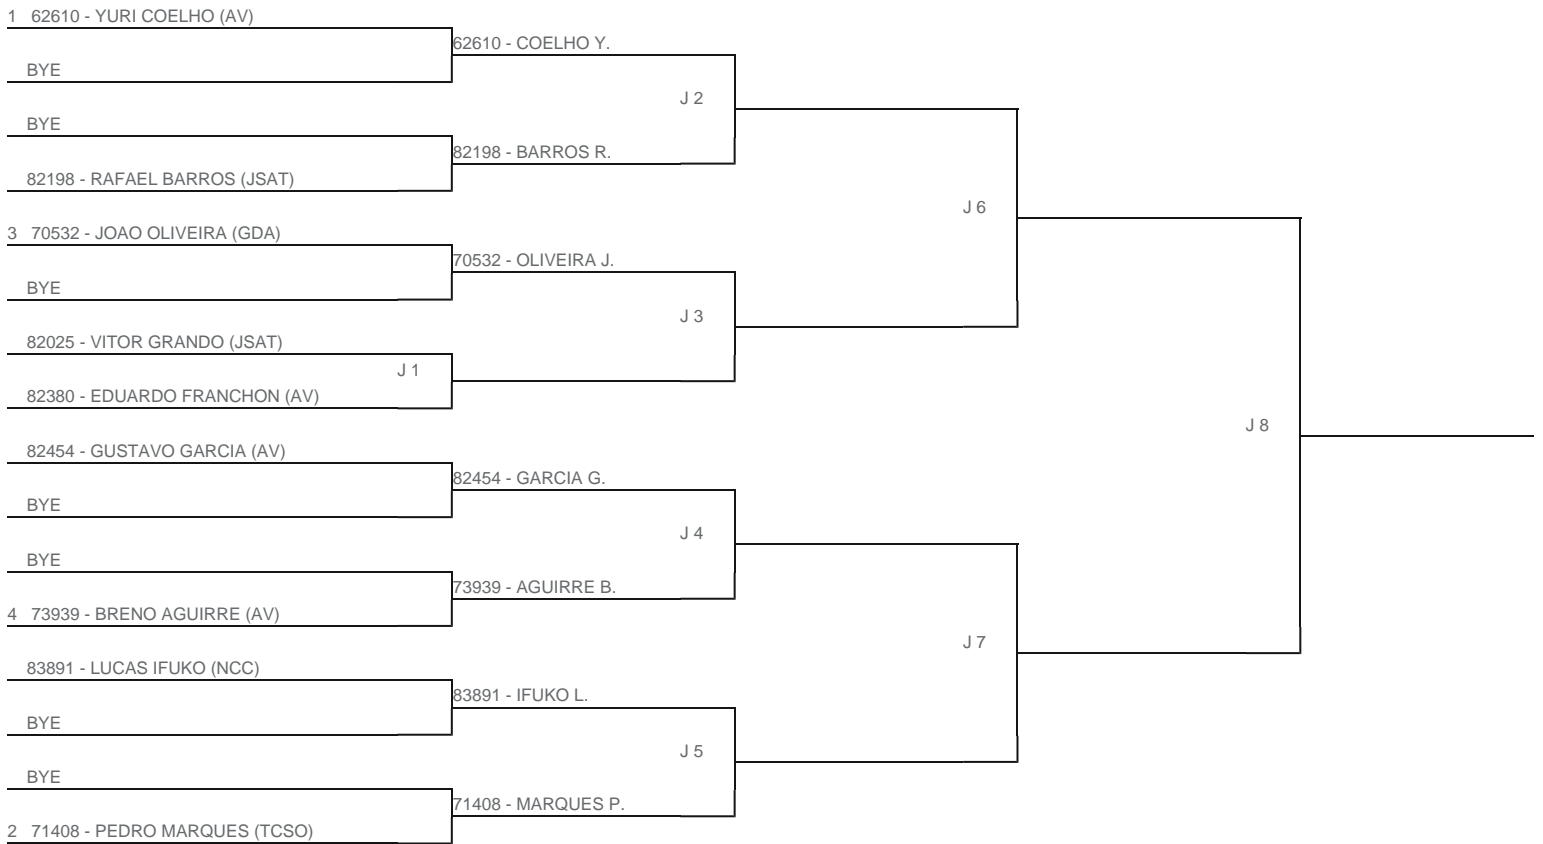 1 62610 - YURI COELHO (AV)
62610 - COELHO Y.
BYE
J 2
BYE
82198 - BARROS R.
82198 - RAFAEL BARROS (JSAT)
J 6
3 70532 - JOAO OLIVEIRA (GDA)
70532 - OLIVEIRA J.
BYE
J 3
82025 - VITOR GRANDO (JSAT)
J 1
82380 - EDUARDO FRANCHON (AV)
J 8
82454 - GUSTAVO GARCIA (AV)
82454 - GARCIA G.
BYE
J 4
BYE
73939 - AGUIRRE B.
4 73939 - BRENO AGUIRRE (AV)
J 7
83891 - LUCAS IFUKO (NCC)
83891 - IFUKO L.
BYE
J 5
BYE
71408 - MARQUES P.
2 71408 - PEDRO MARQUES (TCSO)